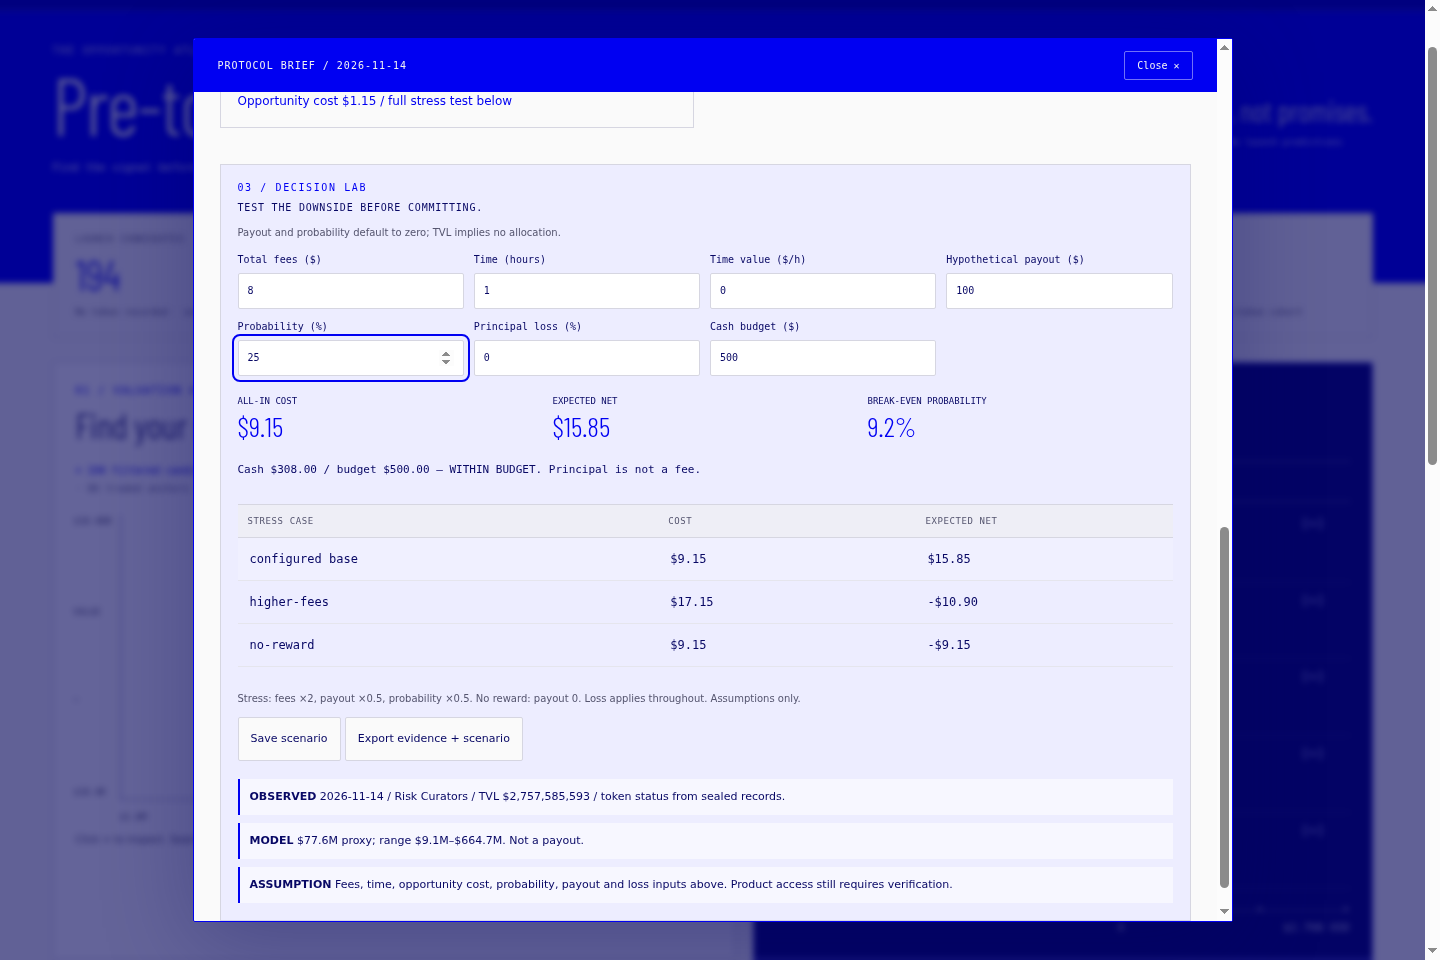 PROTOCOL BRIEF / 2026-11-14
Close ×
Opportunity cost $1.15 / full stress test below
03 / DECISION LAB
TEST THE DOWNSIDE BEFORE COMMITTING.
Payout and probability default to zero; TVL implies no allocation.
Total fees ($)
Time (hours)
Time value ($/h)
Hypothetical payout ($)
8
1
0
100
Probability (%)
Principal loss (%)
Cash budget ($)
25
0
500
ALL-IN COST
EXPECTED NET
BREAK-EVEN PROBABILITY
$9.15
$15.85
9.2%
Cash $308.00 / budget $500.00 — WITHIN BUDGET. Principal is not a fee.
STRESS CASE
COST
EXPECTED NET
configured base
$9.15
$15.85
higher-fees
$17.15
-$10.90
no-reward
$9.15
-$9.15
Stress: fees ×2, payout ×0.5, probability ×0.5. No reward: payout 0. Loss applies throughout. Assumptions only.
Save scenario
Export evidence + scenario
OBSERVED 2026-11-14 / Risk Curators / TVL $2,757,585,593 / token status from sealed records.
MODEL $77.6M proxy; range $9.1M–$664.7M. Not a payout.
ASSUMPTION Fees, time, opportunity cost, probability, payout and loss inputs above. Product access still requires verification.
Pre-to
not promises.
194
Find your